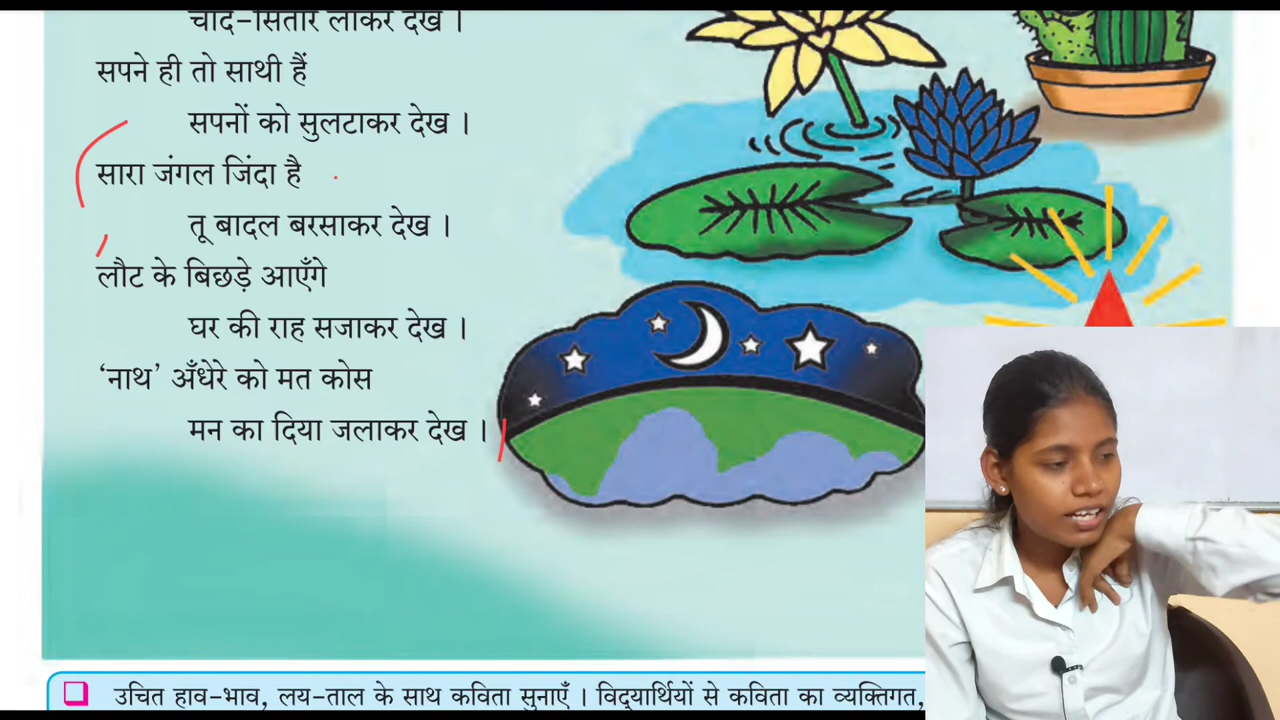 चाँद-सितारे लाकर देख ।
सपने ही तो साथी हैं
सपनों को सुलटाकर देख ।
सारा जंगल जिंदा है
तू बादल बरसाकर देख ।
लौट के बिछड़े आएँगे
घर की राह सजाकर देख ।
‘नाथ’ अँधेरे को मत कोस
मन का दिया जलाकर देख ।
उचित हाव-भाव, लय-ताल के साथ कविता सुनाएँ । विद्‌यार्थियों से कविता का व्यक्तिगत,